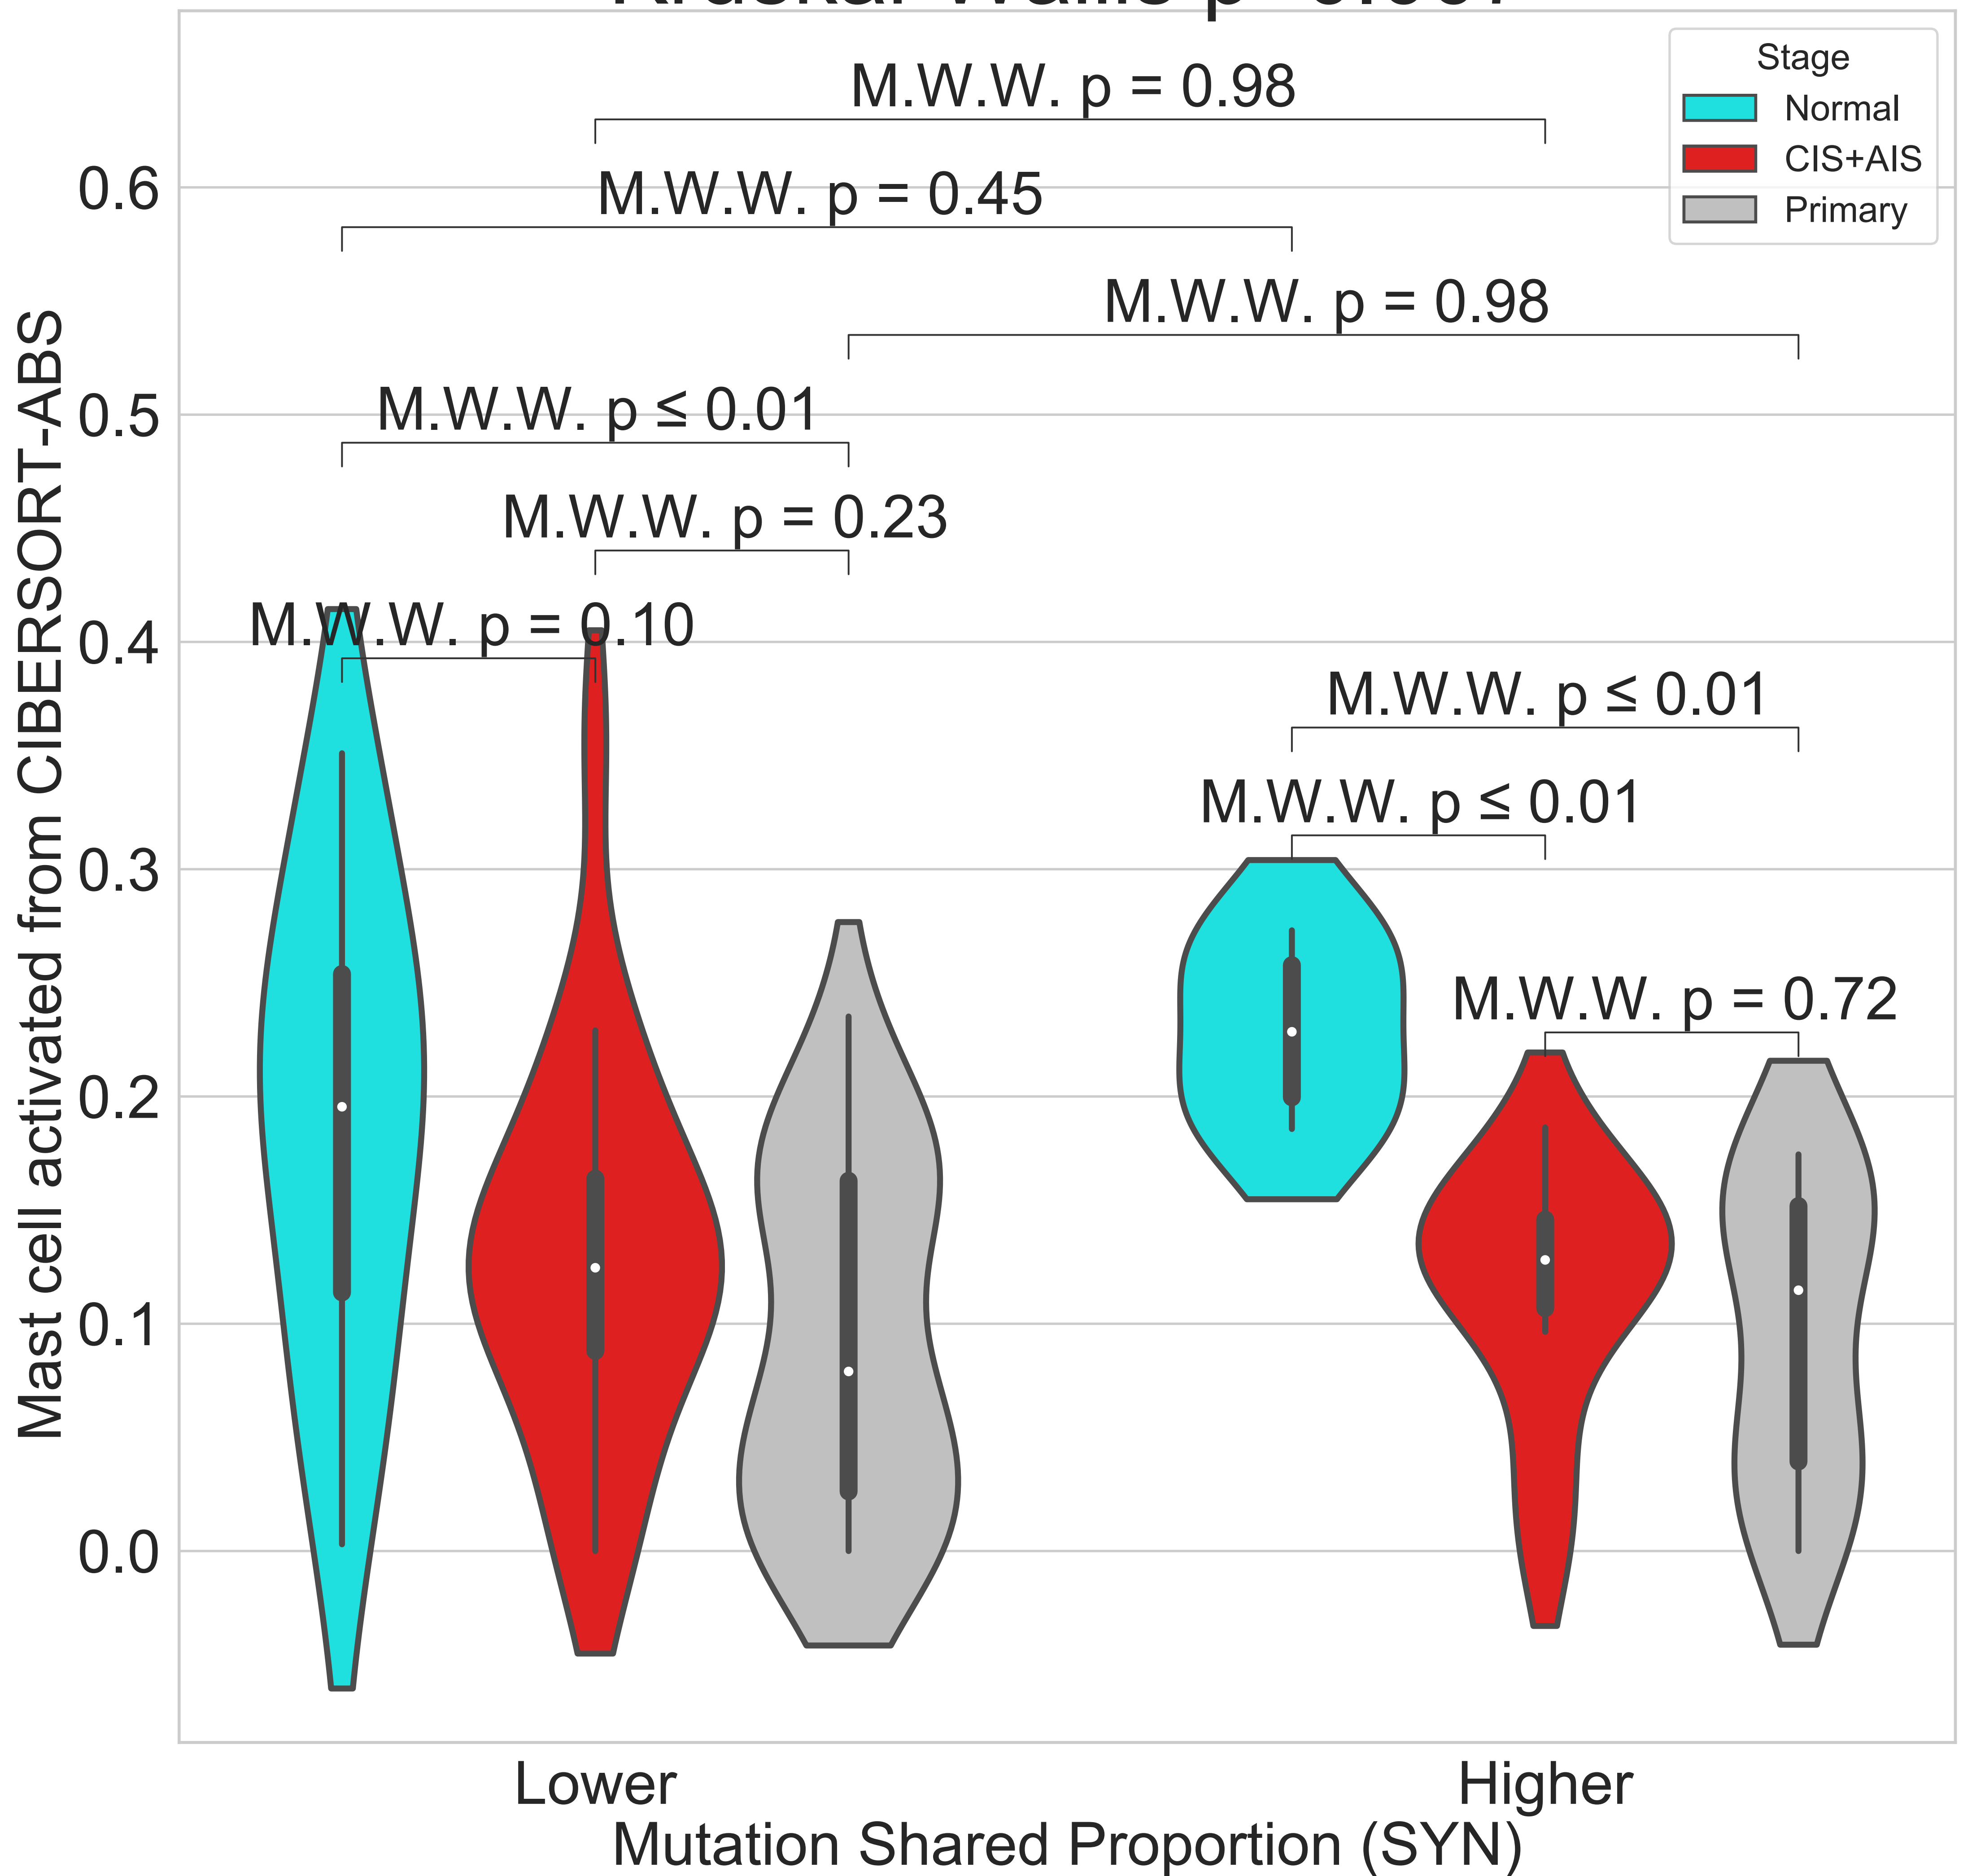 Stage
Normal
CIS+AIS
Primary
M.W.W. p = 0.98
M.W.W. p = 0.45
M.W.W. p = 0.98
M.W.W. p ≤ 0.01
M.W.W. p = 0.23
M.W.W. p = 0.10
M.W.W. p ≤ 0.01
M.W.W. p ≤ 0.01
M.W.W. p = 0.72
Mast cell activated from CIBERSORT-ABS
0.6
0.5
0.4
0.3
0.2
0.1
0.0
Lower
Higher
Mutation Shared Proportion (SYN)